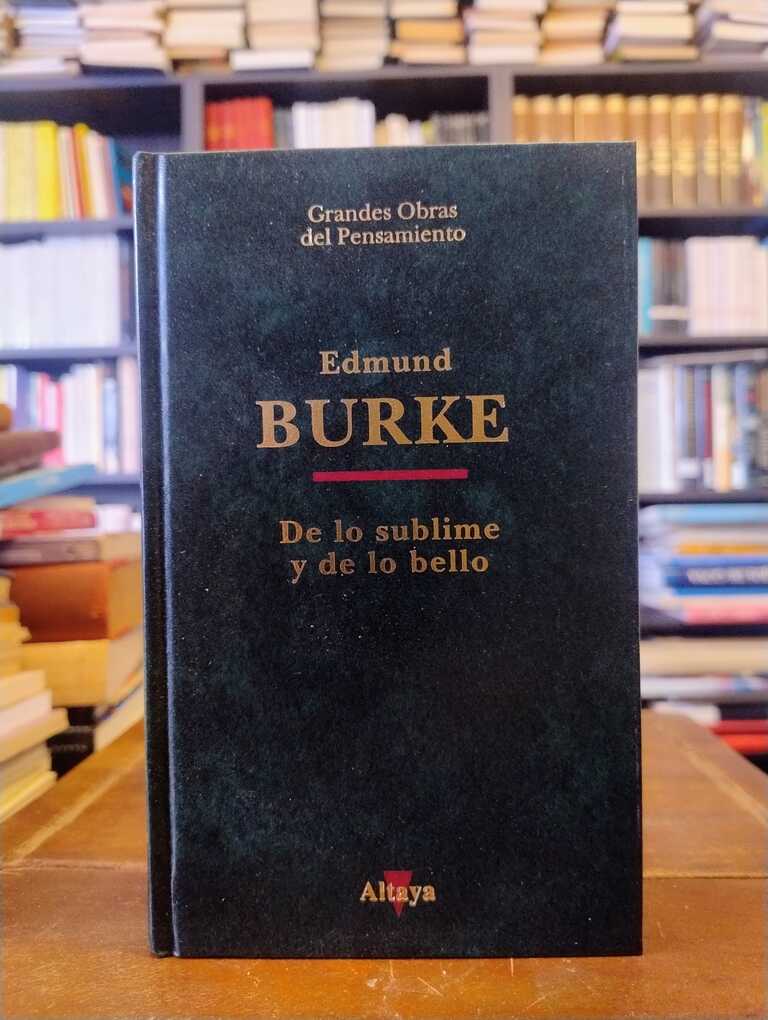 Grandes Obras
del Pensamiento
Edmund
BURKE
De lo sublime
y de lo bello
Altaya